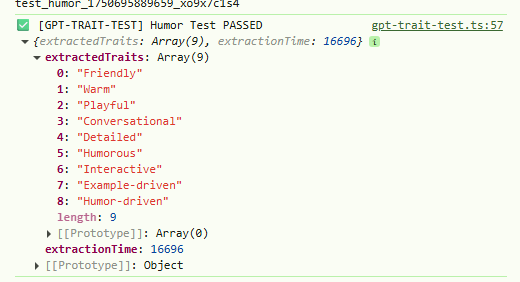 test_humor_1750695889659_xo9x7c1s4
✅ [GPT-TRAIT-TEST] Humor Test PASSED gpt-trait-test.ts:57
▼ {extractedTraits: Array(9), extractionTime: 16696} i
▼ extractedTraits: Array(9)
0: "Friendly"
1: "Warm"
2: "Playful"
3: "Conversational"
4: "Detailed"
5: "Humorous"
6: "Interactive"
7: "Example-driven"
8: "Humor-driven"
length: 9
▶ [[Prototype]]: Array(0)
extractionTime: 16696
▶ [[Prototype]]: Object